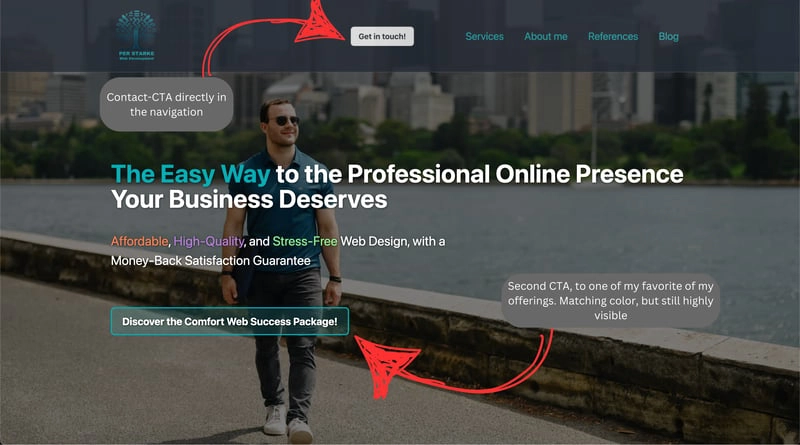 PER STARKE
Web Development
Get in touch!
Services
About me
References
Blog
Contact-CTA directly in
the navigation
The Easy Way to the Professional Online Presence
Your Business Deserves
Affordable, High-Quality, and Stress-Free Web Design, with a
Money-Back Satisfaction Guarantee
Second CTA, to one of my favorite of my
offerings. Matching color, but still highly
visible
Discover the Comfort Web Success Package!